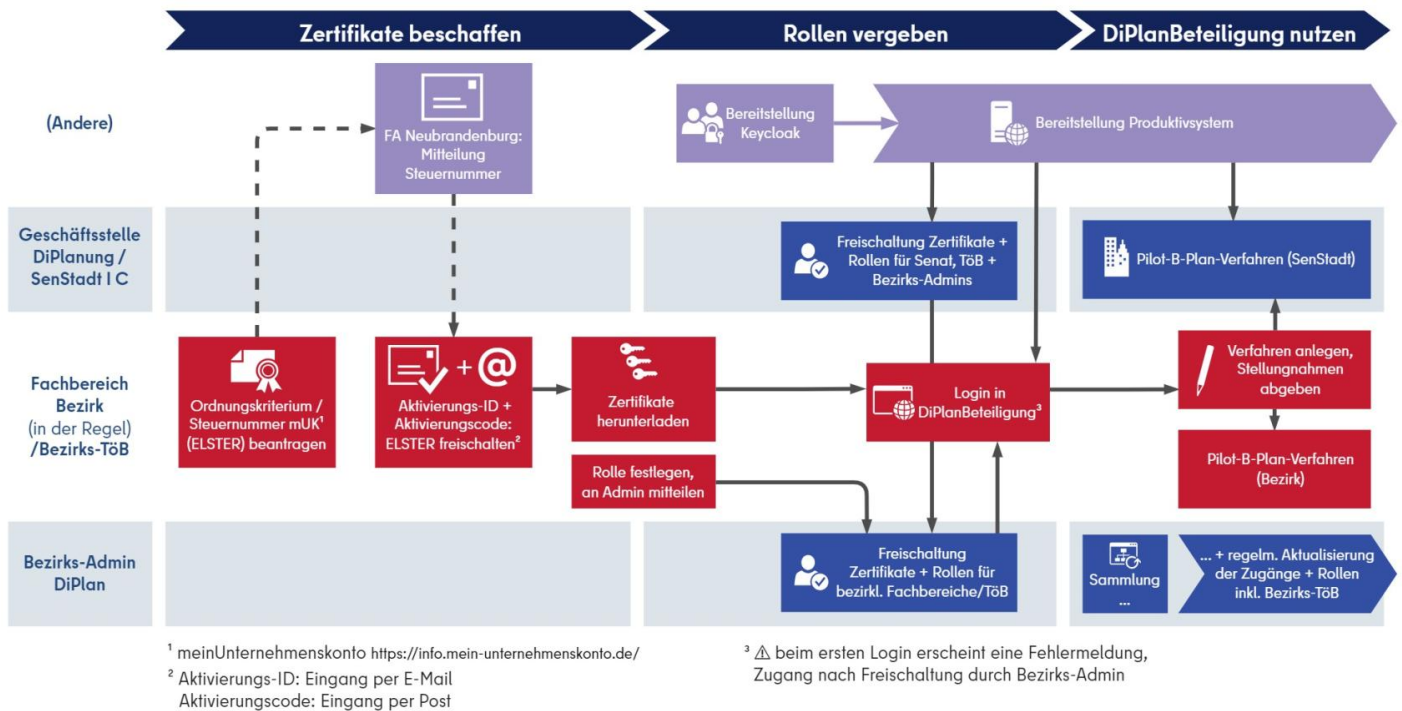 Zertifikate beschaffen
Rollen vergeben
DiPlanBeteiligung nutzen
(Andere)
FA Neubrandenburg:
Mitteilung
Steuernummer
Bereitstellung
Keycloak
Bereitstellung Produktivsystem
Geschäftsstelle
DiPlanung /
SenStadt I C
Freischaltung Zertifikate +
Rollen für Senat, TöB +
Bezirks-Admins
Pilot-B-Plan-Verfahren (SenStadt)
Fachbereich
Bezirk
(in der Regel)
/Bezirks-TöB
Ordnungskriterium /
Steuernummer mUK¹
(ELSTER) beantragen
+ @
Aktivierungs-ID +
Aktivierungscode:
ELSTER freischalten²
Zertifikate
herunterladen
Rolle festlegen,
an Admin mitteilen
Login in
DiPlanBeteiligung³
Verfahren anlegen,
Stellungnahmen
abgeben
Pilot-B-Plan-Verfahren
(Bezirk)
Bezirks-Admin
DiPlan
Freischaltung
Zertifikate + Rollen für
bezirkl. Fachbereiche/TöB
Sammlung
...
... + regelm. Aktualisierung
der Zugänge + Rollen
inkl. Bezirks-TöB
¹ meinUnternehmenskonto https://info.mein-unternehmenskonto.de/
² Aktivierungs-ID: Eingang per E-Mail
Aktivierungscode: Eingang per Post
³ ⚠ beim ersten Login erscheint eine Fehlermeldung,
Zugang nach Freischaltung durch Bezirks-Admin